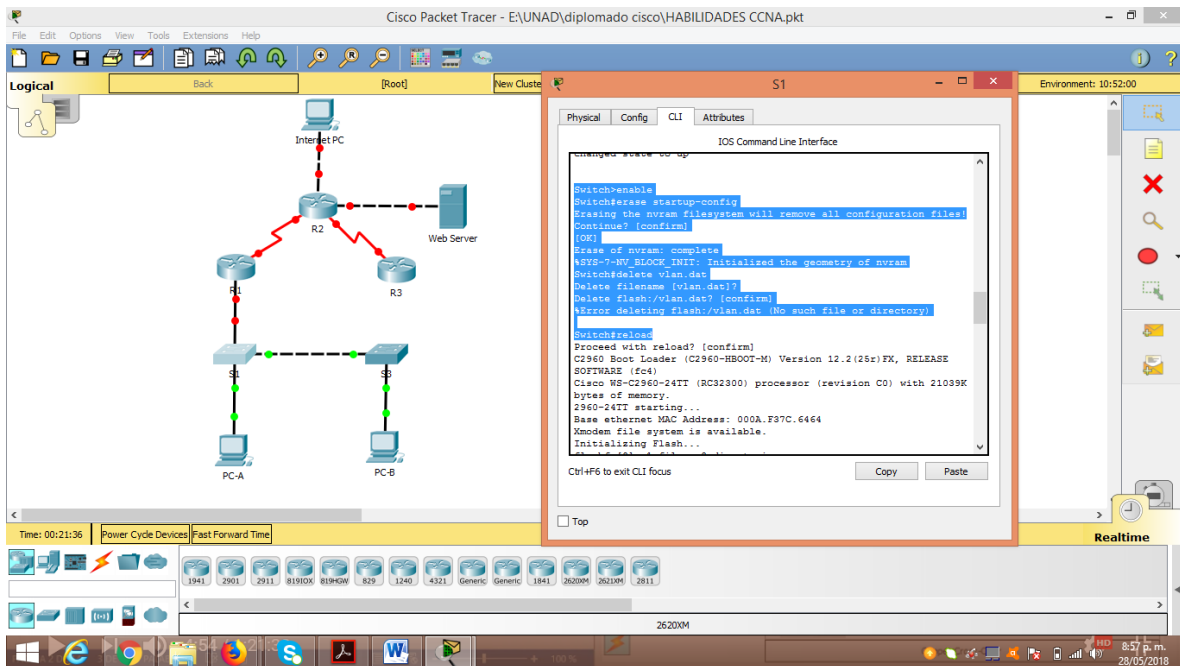 Cisco Packet Tracer - E:\UNAD\diplomado cisco\HABILIDADES CCNA.pkt
File Edit Options View Tools Extensions Help
Logical
Back
[Root]
New Cluste
Environment: 10:52:00
S1
Physical
Config
CLI
Attributes
IOS Command Line Interface
changed state to up
Switch>enable
Switch#erase startup-config
Erasing the nvram filesystem will remove all configuration files!
Continue? [confirm]
[OK]
Erase of nvram: complete
%SYS-7-NV_BLOCK_INIT: Initialized the geometry of nvram
Switch#delete vlan.dat
Delete filename [vlan.dat]?
Delete flash:/vlan.dat? [confirm]
%Error deleting flash:/vlan.dat (No such file or directory)
Switch#reload
Proceed with reload? [confirm]
C2960 Boot Loader (C2960-HBOOT-M) Version 12.2(25r)FX, RELEASE
SOFTWARE (fc4)
Cisco WS-C2960-24TT (RC32300) processor (revision C0) with 21039K
bytes of memory.
2960-24TT starting...
Base ethernet MAC Address: 000A.F37C.6464
Xmodem file system is available.
Initializing Flash...
Ctrl+F6 to exit CLI focus
Copy
Paste
Top
Internet PC
R2
Web Server
R1
R3
S1
S3
PC-A
PC-B
Time: 00:21:36
Power Cycle Devices
Fast Forward Time
Realtime
1941
2901
2911
819IOX
819HGW
829
1240
4321
Generic
Generic
1841
2620XM
2621XM
2811
2620XM
100 %
HD
8:57 p. m.
28/05/2018